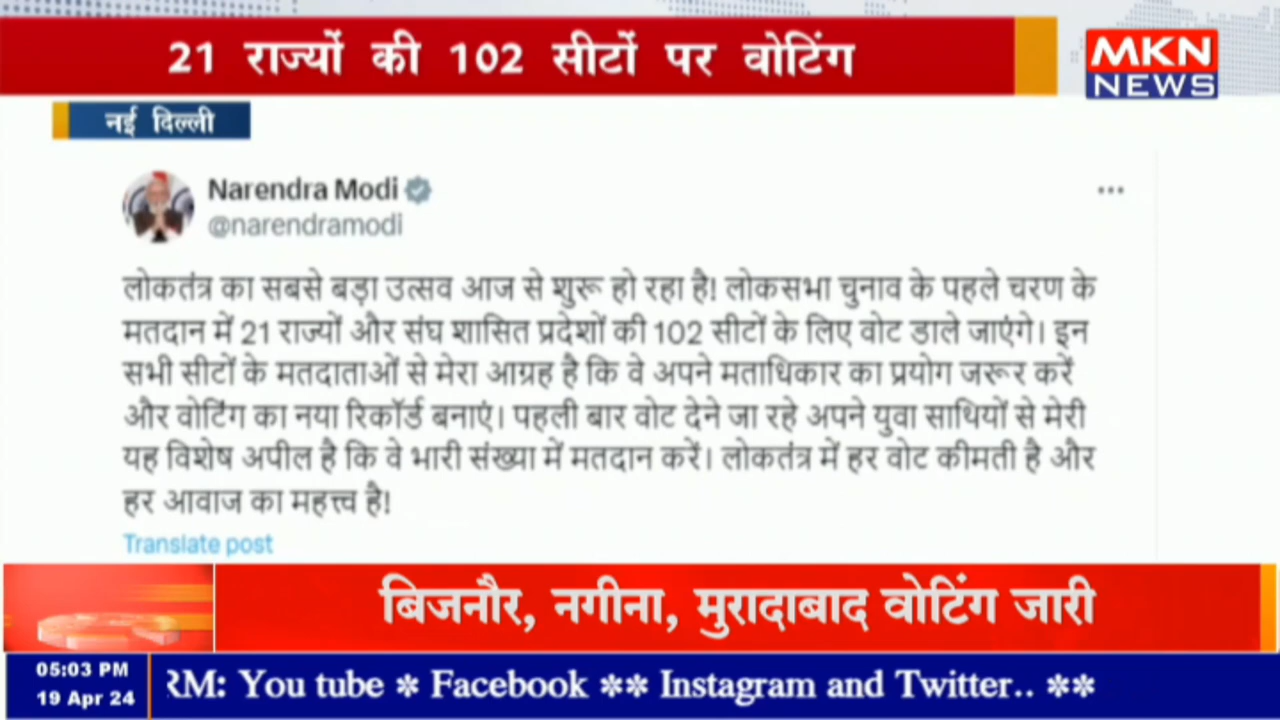 21 राज्यों की 102 सीटों पर वोटिंग
MKN
NEWS
नई दिल्ली
Narendra Modi
@narendramodi
लोकतंत्र का सबसे बड़ा उत्सव आज से शुरू हो रहा है! लोकसभा चुनाव के पहले चरण के
मतदान में 21 राज्यों और संघ शासित प्रदेशों की 102 सीटों के लिए वोट डाले जाएंगे। इन
सभी सीटों के मतदाताओं से मेरा आग्रह है कि वे अपने मताधिकार का प्रयोग जरूर करें
और वोटिंग का नया रिकॉर्ड बनाएं। पहली बार वोट देने जा रहे अपने युवा साथियों से मेरी
यह विशेष अपील है कि वे भारी संख्या में मतदान करें। लोकतंत्र में हर वोट कीमती है और
हर आवाज का महत्त्व है!
Translate post
बिजनौर, नगीना, मुरादाबाद वोटिंग जारी
05:03 PM
19 Apr 24
RM: You tube * Facebook ** Instagram and Twitter.. **